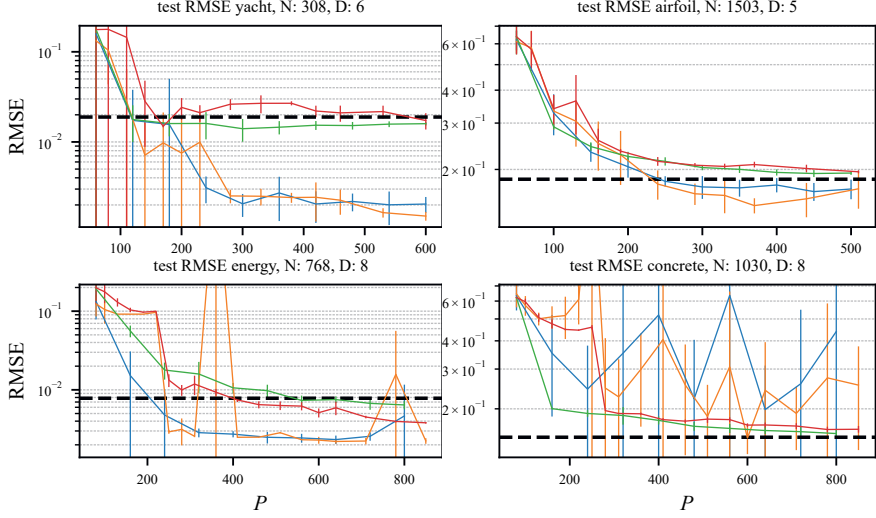 test RMSE yacht, N: 308, D: 6
test RMSE airfoil, N: 1503, D: 5
RMSE
10⁻¹
10⁻²
6 × 10⁻¹
4 × 10⁻¹
3 × 10⁻¹
2 × 10⁻¹
100 200 300 400 500 600
100 200 300 400 500
test RMSE energy, N: 768, D: 8
test RMSE concrete, N: 1030, D: 8
RMSE
10⁻¹
10⁻²
6 × 10⁻¹
4 × 10⁻¹
3 × 10⁻¹
2 × 10⁻¹
200 400 600 800
200 400 600 800
P
P